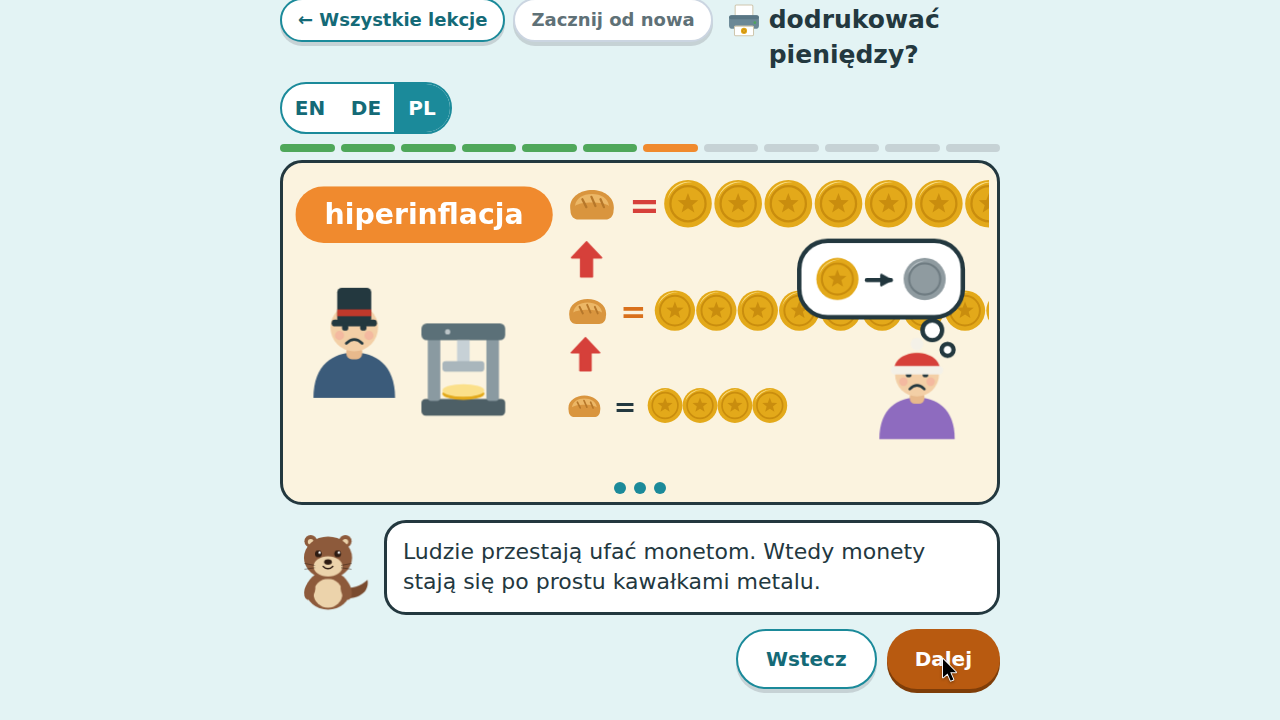 ← Wszystkie lekcje
Zacznij od nowa
dodrukować
pieniędzy?
EN DE PL
hiperinflacja
=
=
=
Ludzie przestają ufać monetom. Wtedy monety
stają się po prostu kawałkami metalu.
Wstecz
Dalej